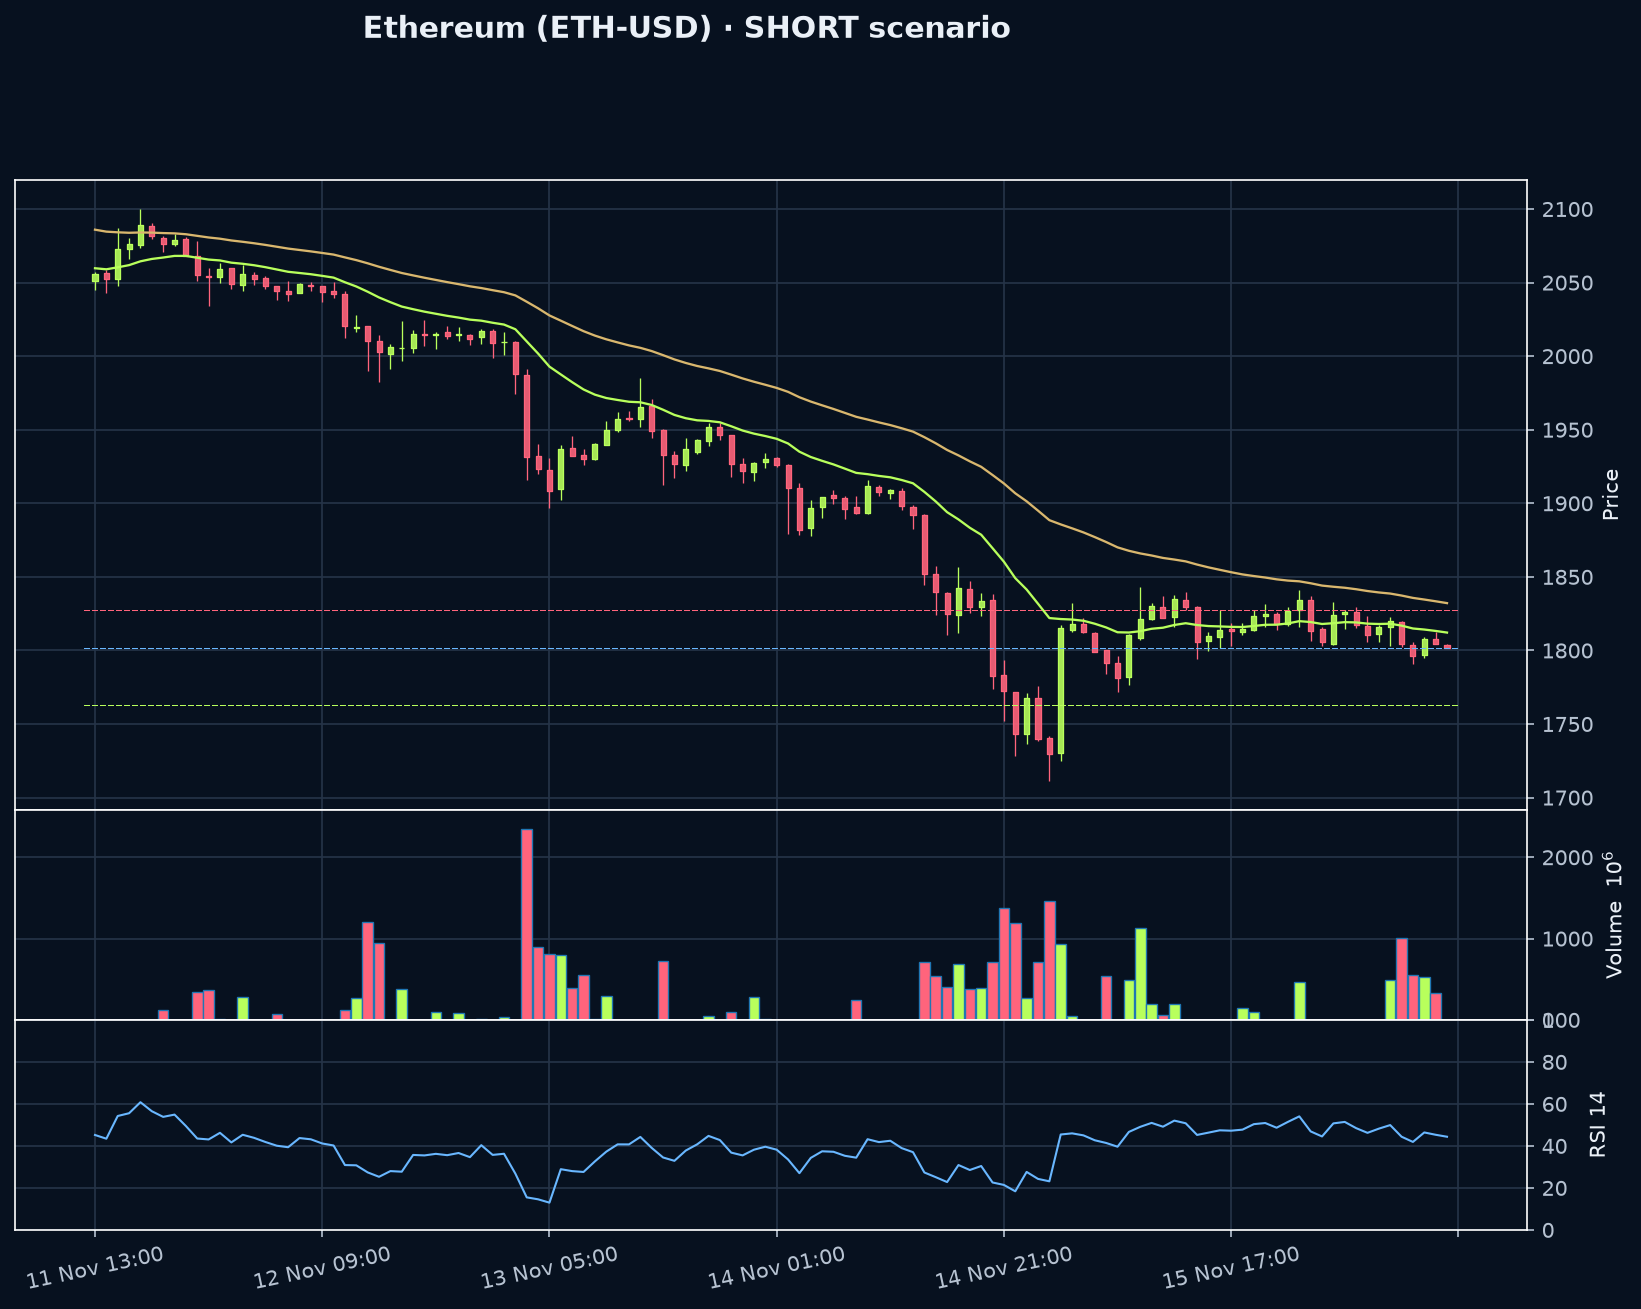 Ethereum (ETH-USD) · SHORT scenario
2100
2050
2000
1950
1900
1850
1800
1750
1700
Price
2000
1000
0
Volume 10⁶
100
80
60
40
20
0
RSI 14
11 Nov 13:00
12 Nov 09:00
13 Nov 05:00
14 Nov 01:00
14 Nov 21:00
15 Nov 17:00